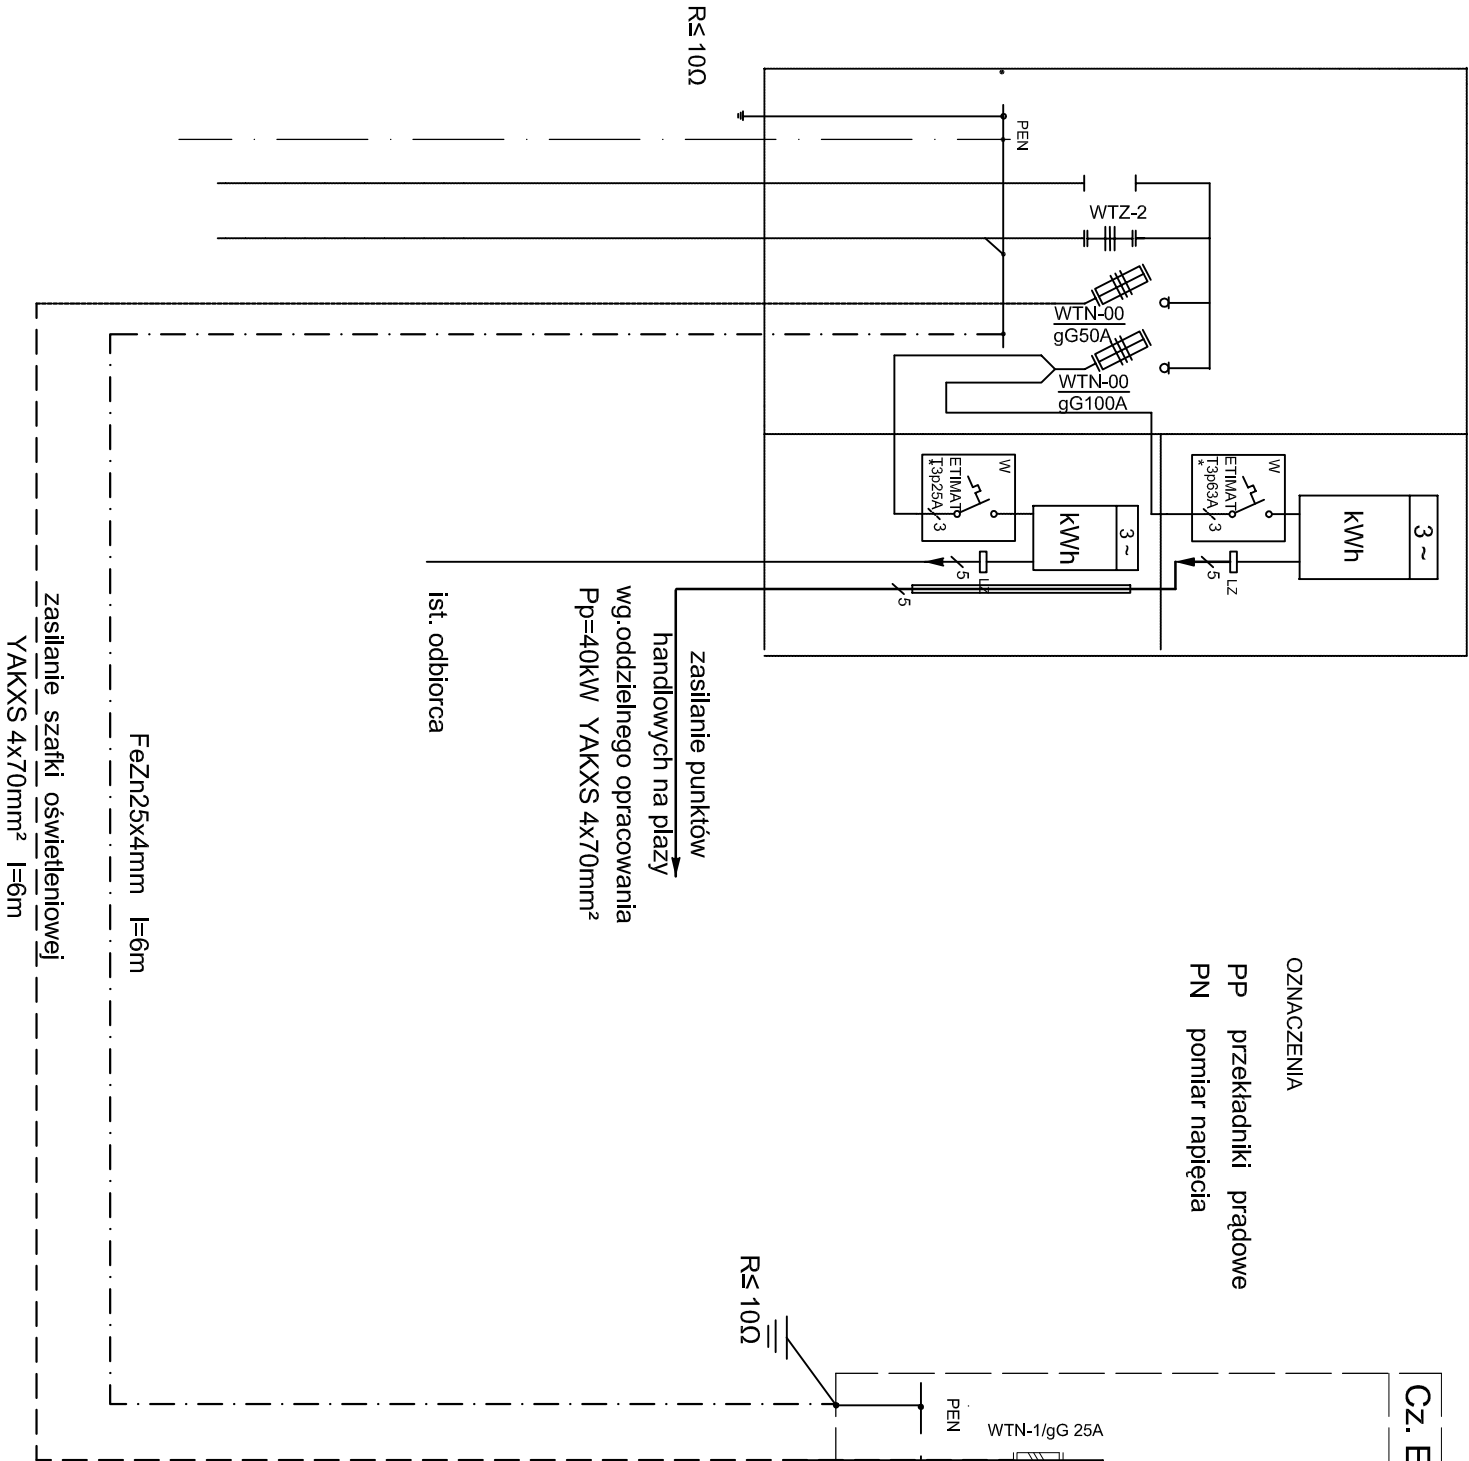 R≤ 10Ω
PEN
WTZ-2
WTN-00
gG50A
WTN-00
gG100A
W
ETIMAT
T3p25A
*
3
3 ~
kWh
5
LZ
W
ETIMAT
T3p63A
*
3
3 ~
kWh
5
LZ
5
zasilanie punktów
handlowych na plazy
wg.oddzielnego opracowania
Pp=40kW YAKXS 4x70mm²
ist. odbiorca
FeZn25x4mm l=6m
zasilanie szafki oświetleniowej
YAKXS 4x70mm² l=6m
OZNACZENIA
PP przekładniki prądowe
PN pomiar napięcia
R≤ 10Ω
PEN
WTN-1/gG 25A
Cz. E